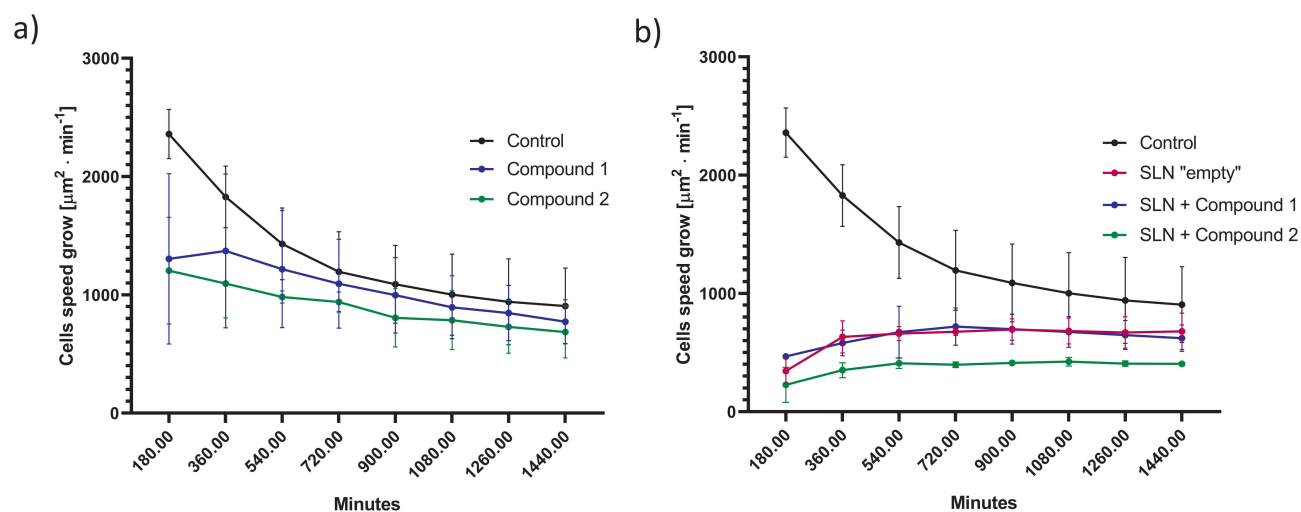 a)
3000
2000
1000
0
Cells speed grow [μm² · min⁻¹]
Control
Compound 1
Compound 2
180.00
360.00
540.00
720.00
900.00
1080.00
1260.00
1440.00
Minutes
b)
3000
2000
1000
0
Cells speed grow [μm² · min⁻¹]
Control
SLN "empty"
SLN + Compound 1
SLN + Compound 2
180.00
360.00
540.00
720.00
900.00
1080.00
1260.00
1440.00
Minutes